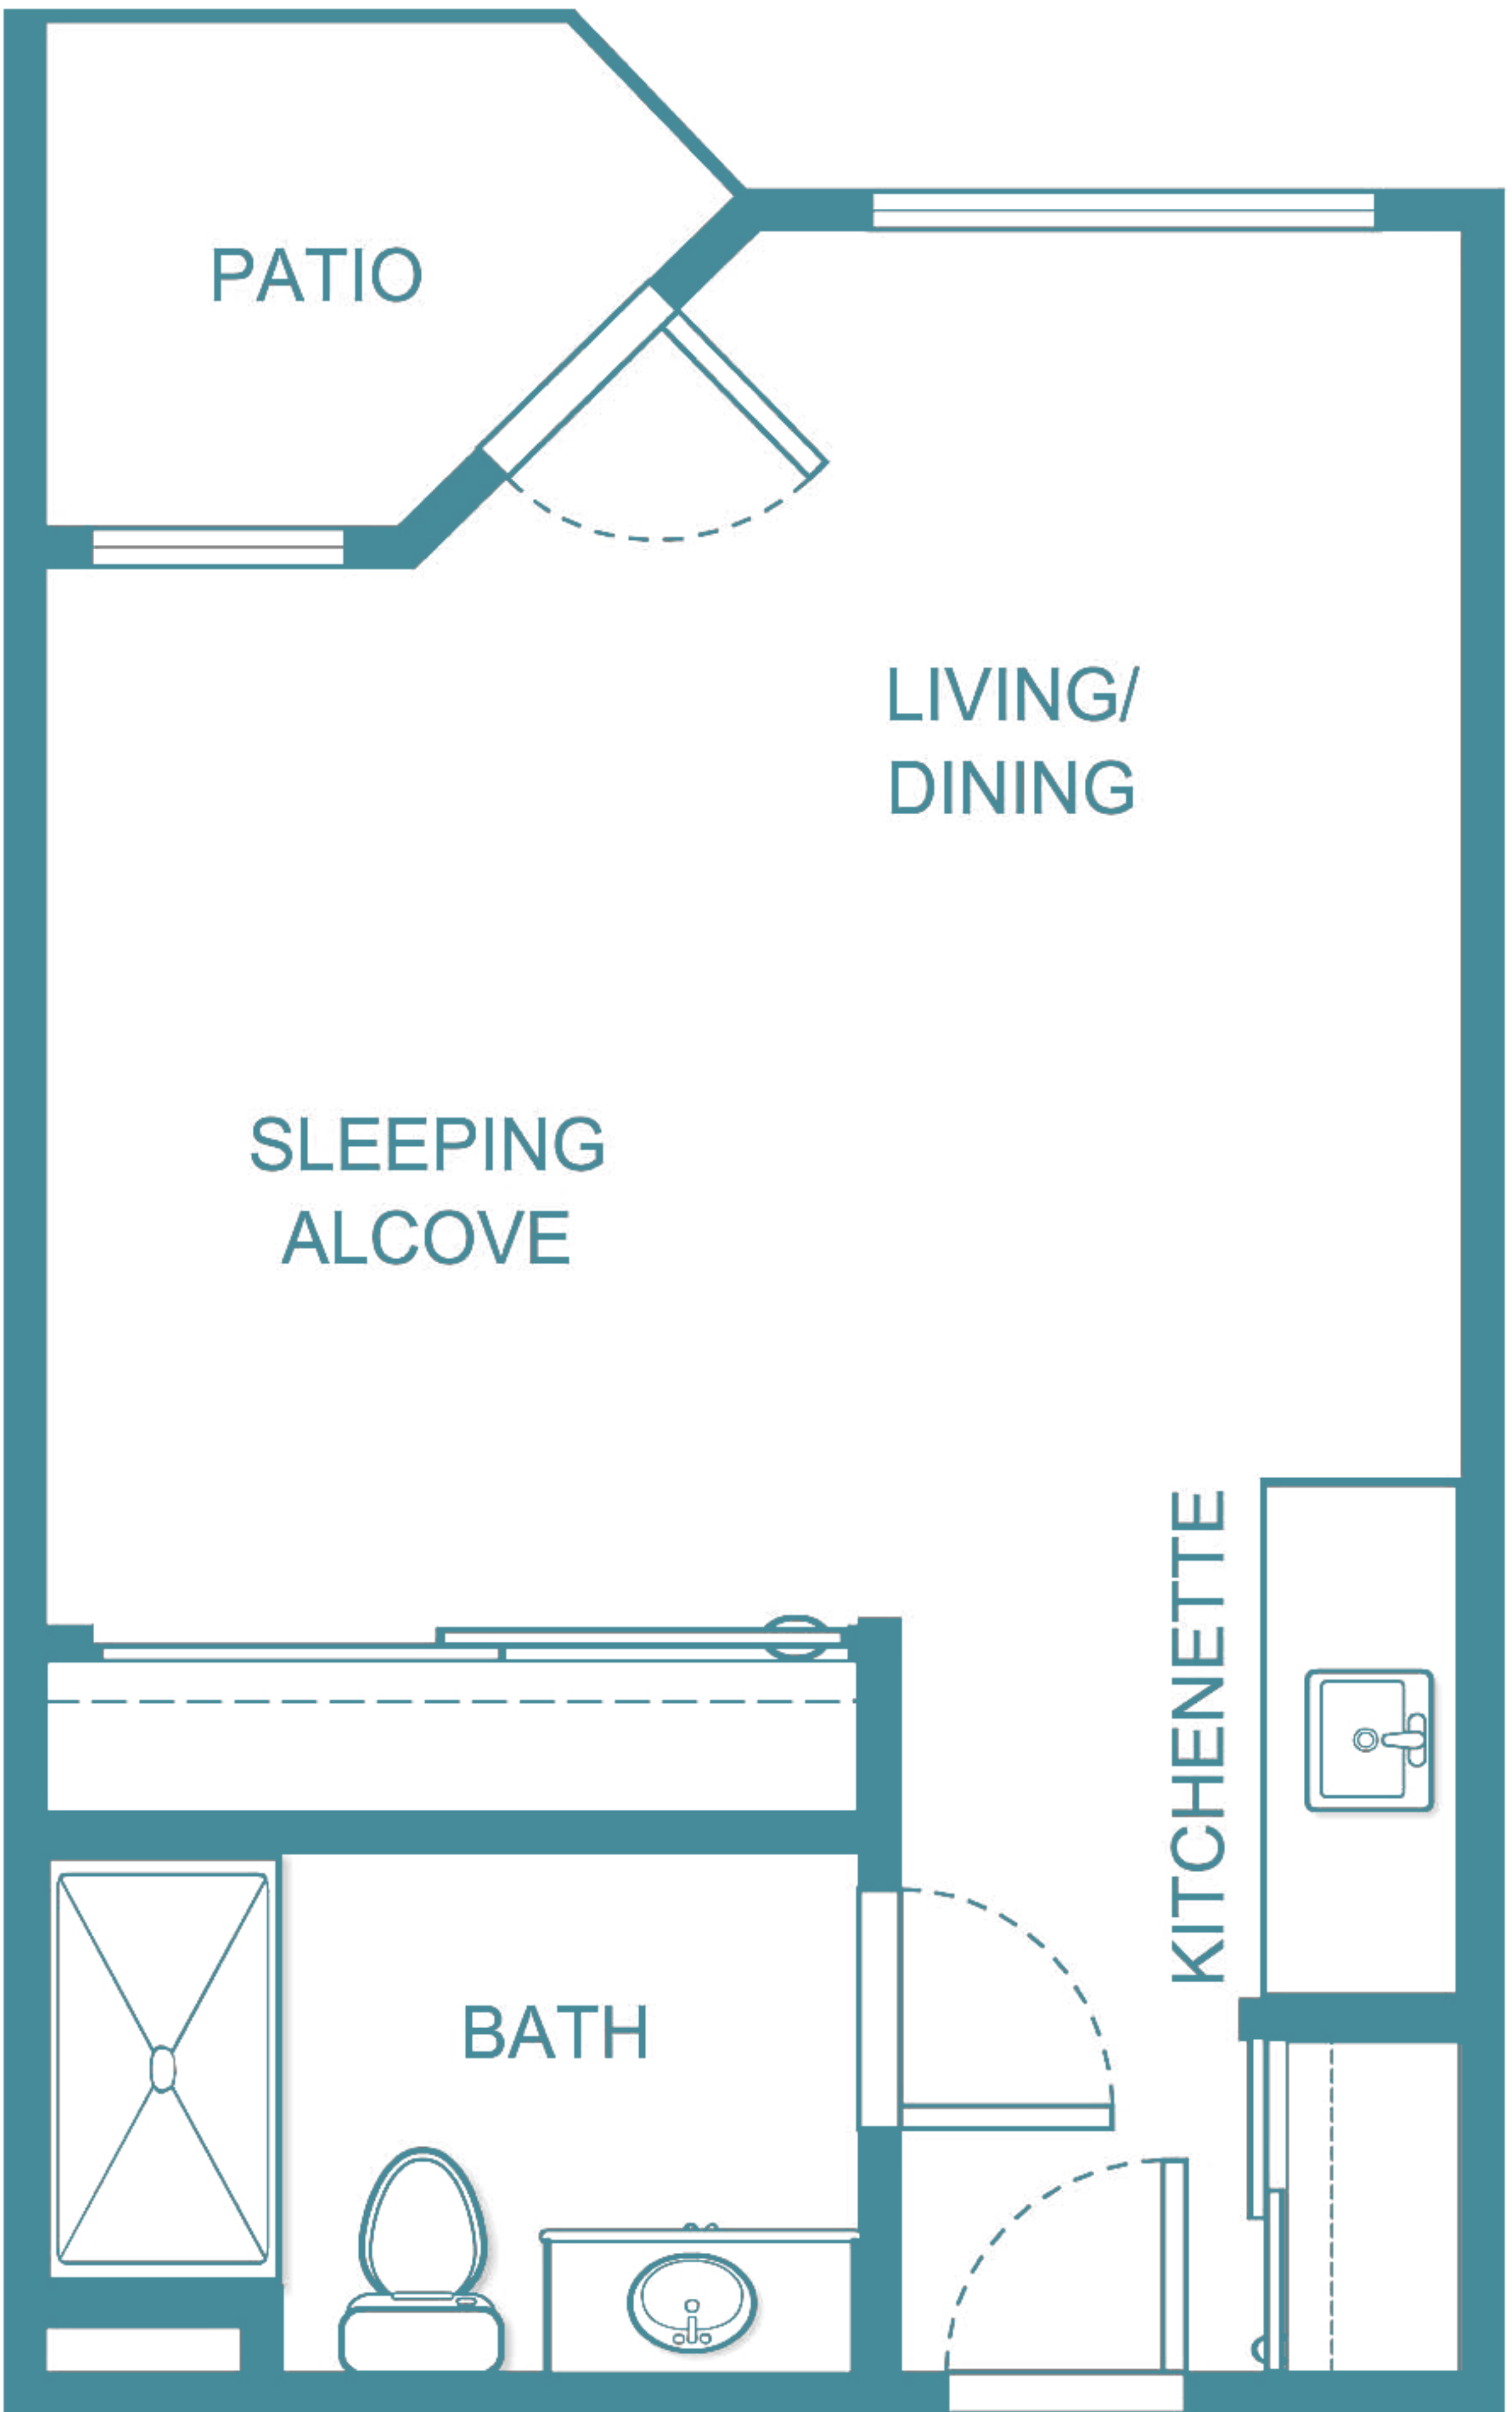 PATIO
LIVING/
DINING
SLEEPING
ALCOVE
KITCHENETTE
BATH